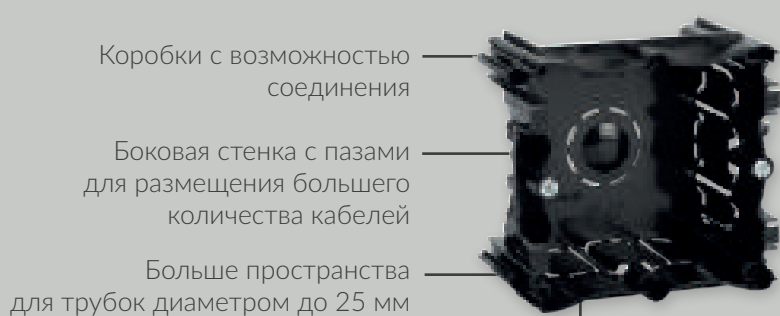 Коробки с возможностью
соединения
Боковая стенка с пазами
для размещения большего
количества кабелей
Больше пространства
для трубок диаметром до 25 мм